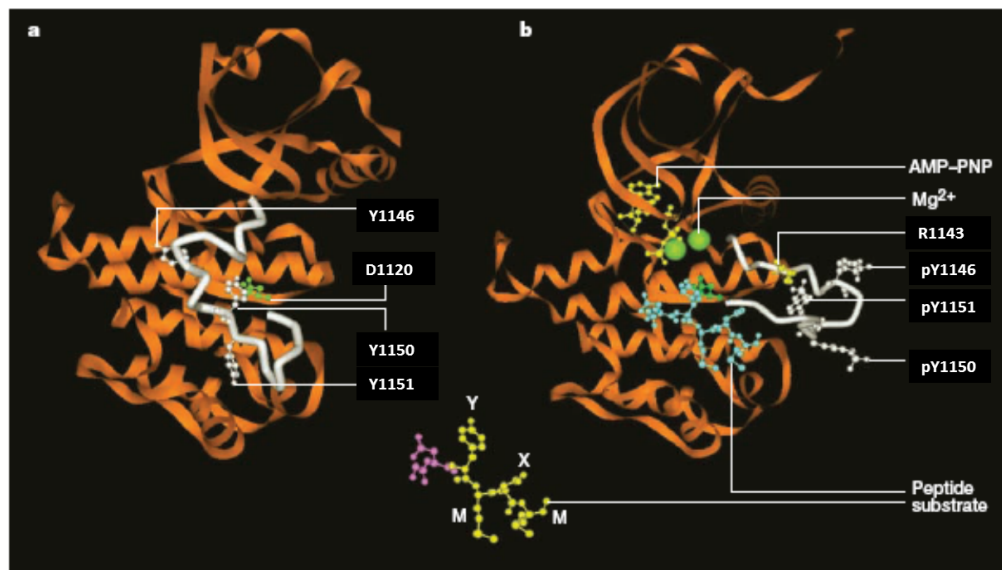 a
b
Y1146
D1120
Y1150
Y1151
AMP–PNP
Mg2+
R1143
pY1146
pY1151
pY1150
Peptide
substrate
Y
X
M
M